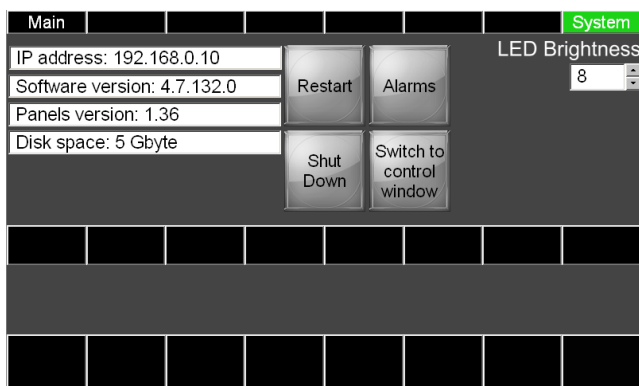 Main
System
IP address: 192.168.0.10
Software version: 4.7.132.0
Panels version: 1.36
Disk space: 5 Gbyte
Restart
Alarms
Shut
Down
Switch to
control
window
LED Brightness
8